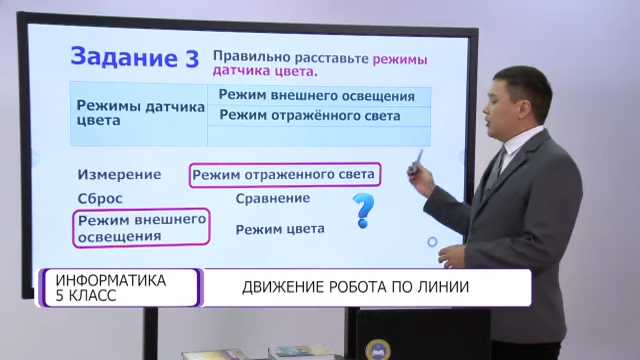 Задание 3
Правильно расставьте режимы
датчика цвета.
Режимы датчика
цвета
Режим внешнего освещения
Режим отражённого света
Измерение
Режим отраженного света
Сброс
Сравнение
Режим внешнего
освещения
Режим цвета
?
ИНФОРМАТИКА
5 КЛАСС
ДВИЖЕНИЕ РОБОТА ПО ЛИНИИ